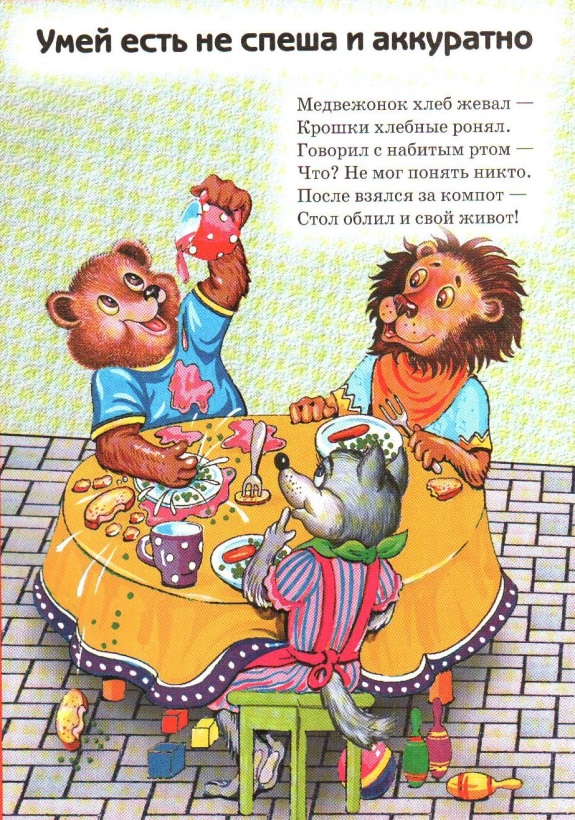 Умей есть не спеша и аккуратно
Медвежонок хлеб жевал —
Крошки хлебные ронял.
Говорил с набитым ртом —
Что? Не мог понять никто.
После взялся за компот —
Стол облил и свой живот!